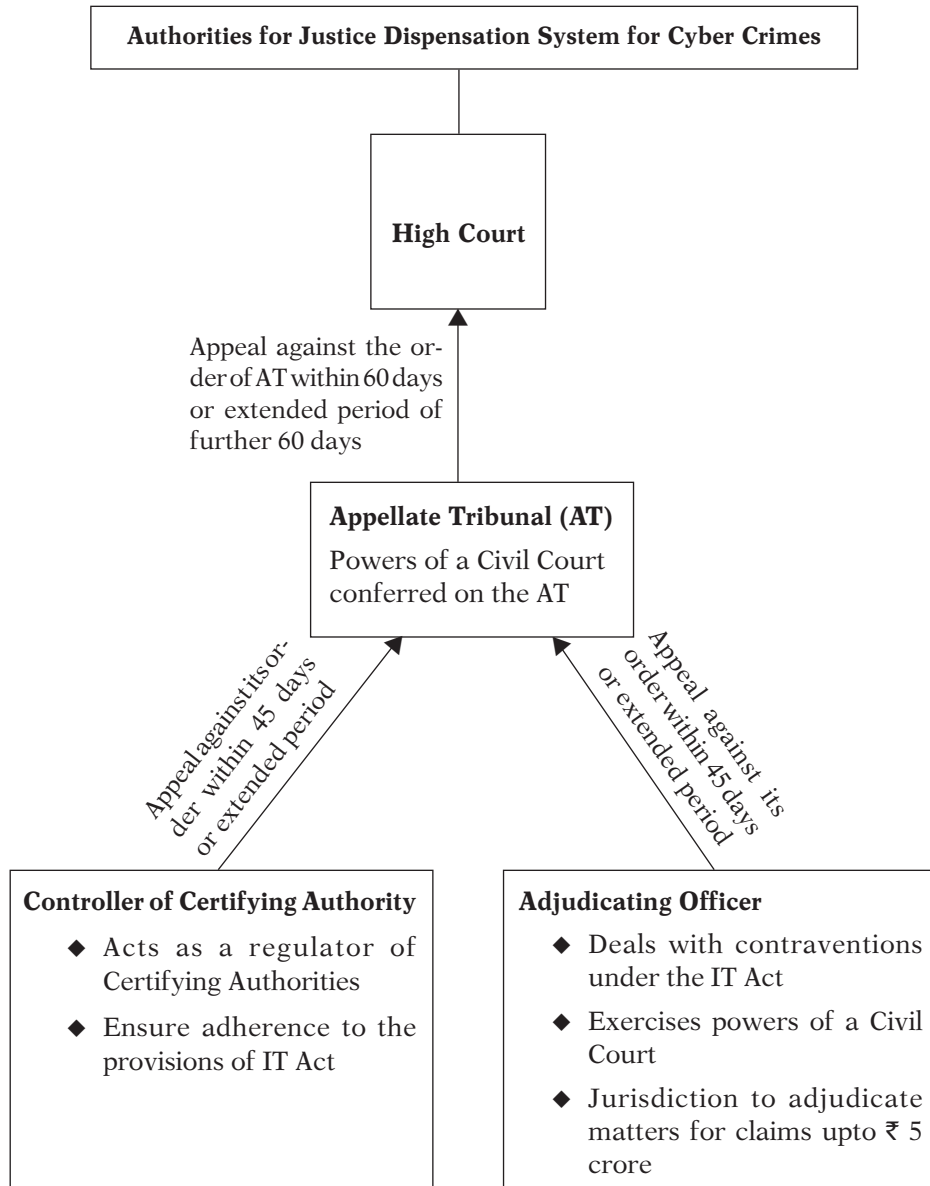 Authorities for Justice Dispensation System for Cyber Crimes
High Court
Appeal against the or-
der of AT within 60 days
or extended period of
further 60 days
Appellate Tribunal (AT)
Powers of a Civil Court
conferred on the AT
Appeal against its or-
der within 45 days
or extended period
Appeal against its
order within 45 days
or extended period
Controller of Certifying Authority
◆ Acts as a regulator of
Certifying Authorities
◆ Ensure adherence to the
provisions of IT Act
Adjudicating Officer
◆ Deals with contraventions
under the IT Act
◆ Exercises powers of a Civil
Court
◆ Jurisdiction to adjudicate
matters for claims upto ₹ 5
crore